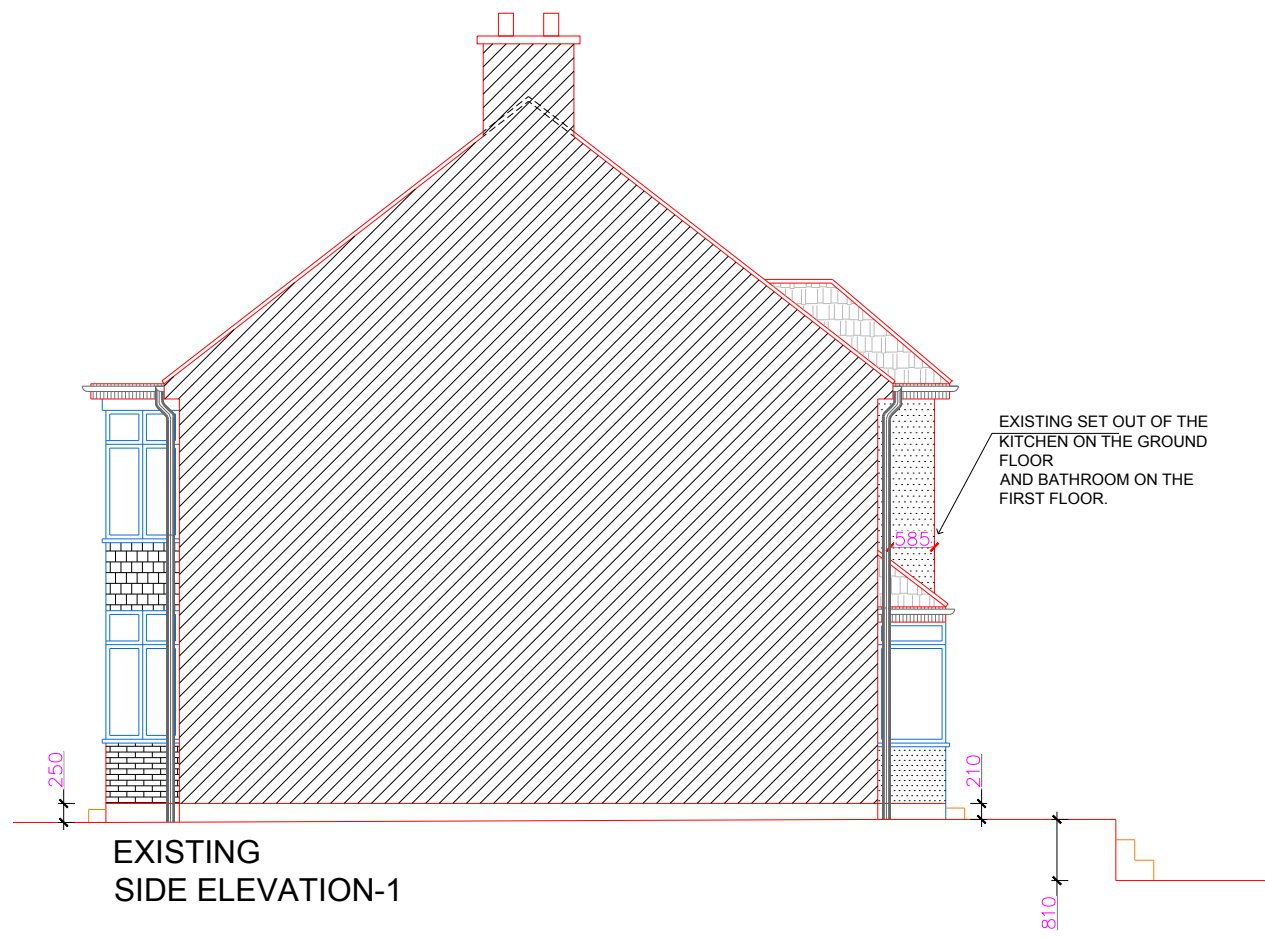 EXISTING SET OUT OF THE
KITCHEN ON THE GROUND
FLOOR
AND BATHROOM ON THE
FIRST FLOOR.
585
250
210
810
EXISTING
SIDE ELEVATION-1